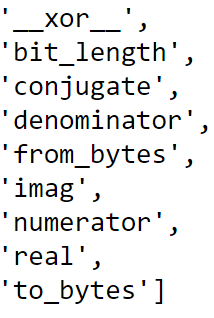 '__xor__',
'bit_length',
'conjugate',
'denominator',
'from_bytes',
'imag',
'numerator',
'real',
'to_bytes']